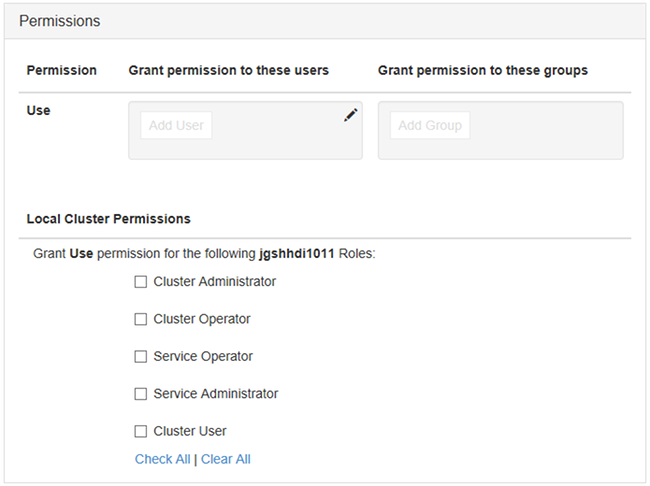 Permissions
Permission Grant permission to these users Grant permission to these groups
Use Add User Add Group
Local Cluster Permissions
Grant Use permission for the following jgshhdi1011 Roles:
Cluster Administrator
Cluster Operator
Service Operator
Service Administrator
Cluster User
Check All | Clear All